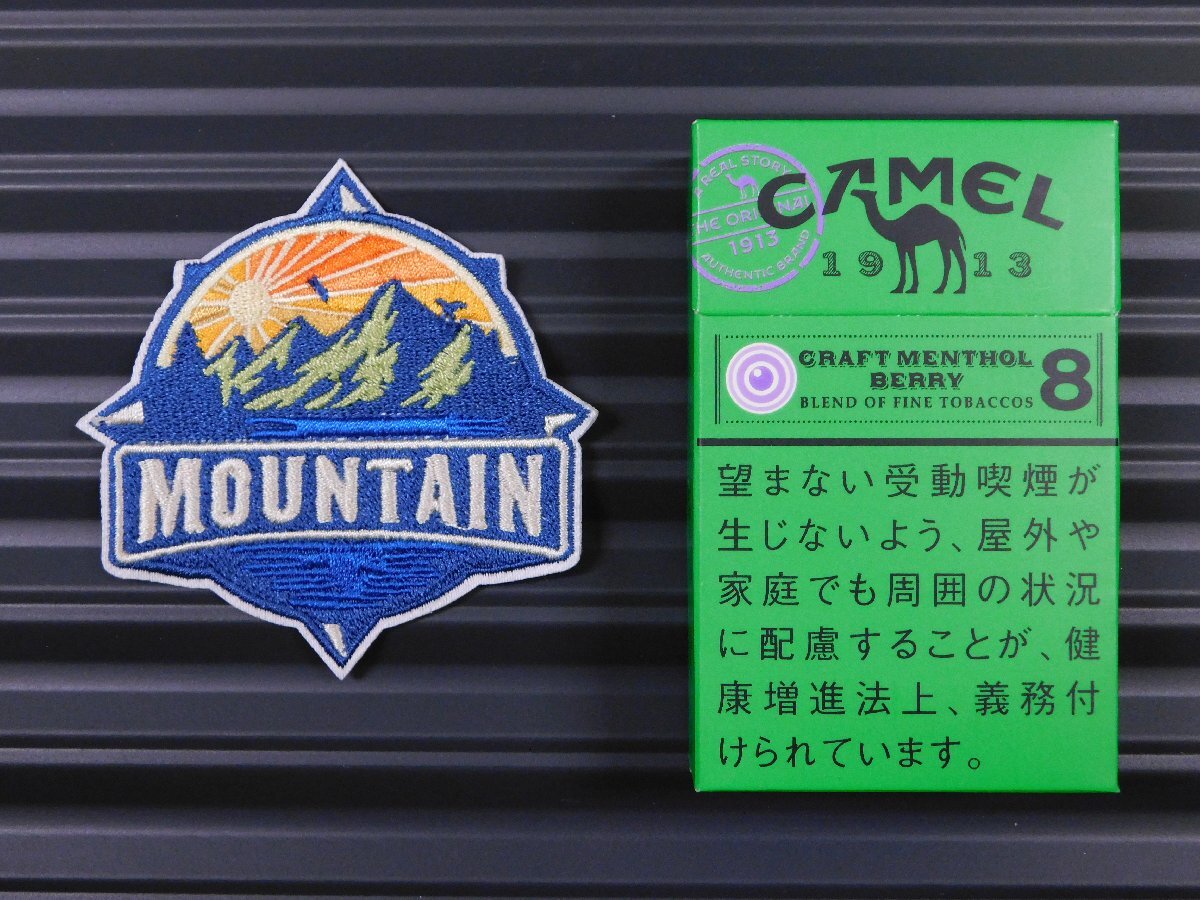 MOUNTAIN
A REAL STORY
THE ORIGINAL
1913
AUTHENTIC BRAND
CAMEL
1913
CRAFT MENTHOL
BERRY
BLEND OF FINE TOBACCOS
8
望まない受動喫煙が
生じないよう、屋外や
家庭でも周囲の状況
に配慮することが、健
康増進法上、義務付
けられています。